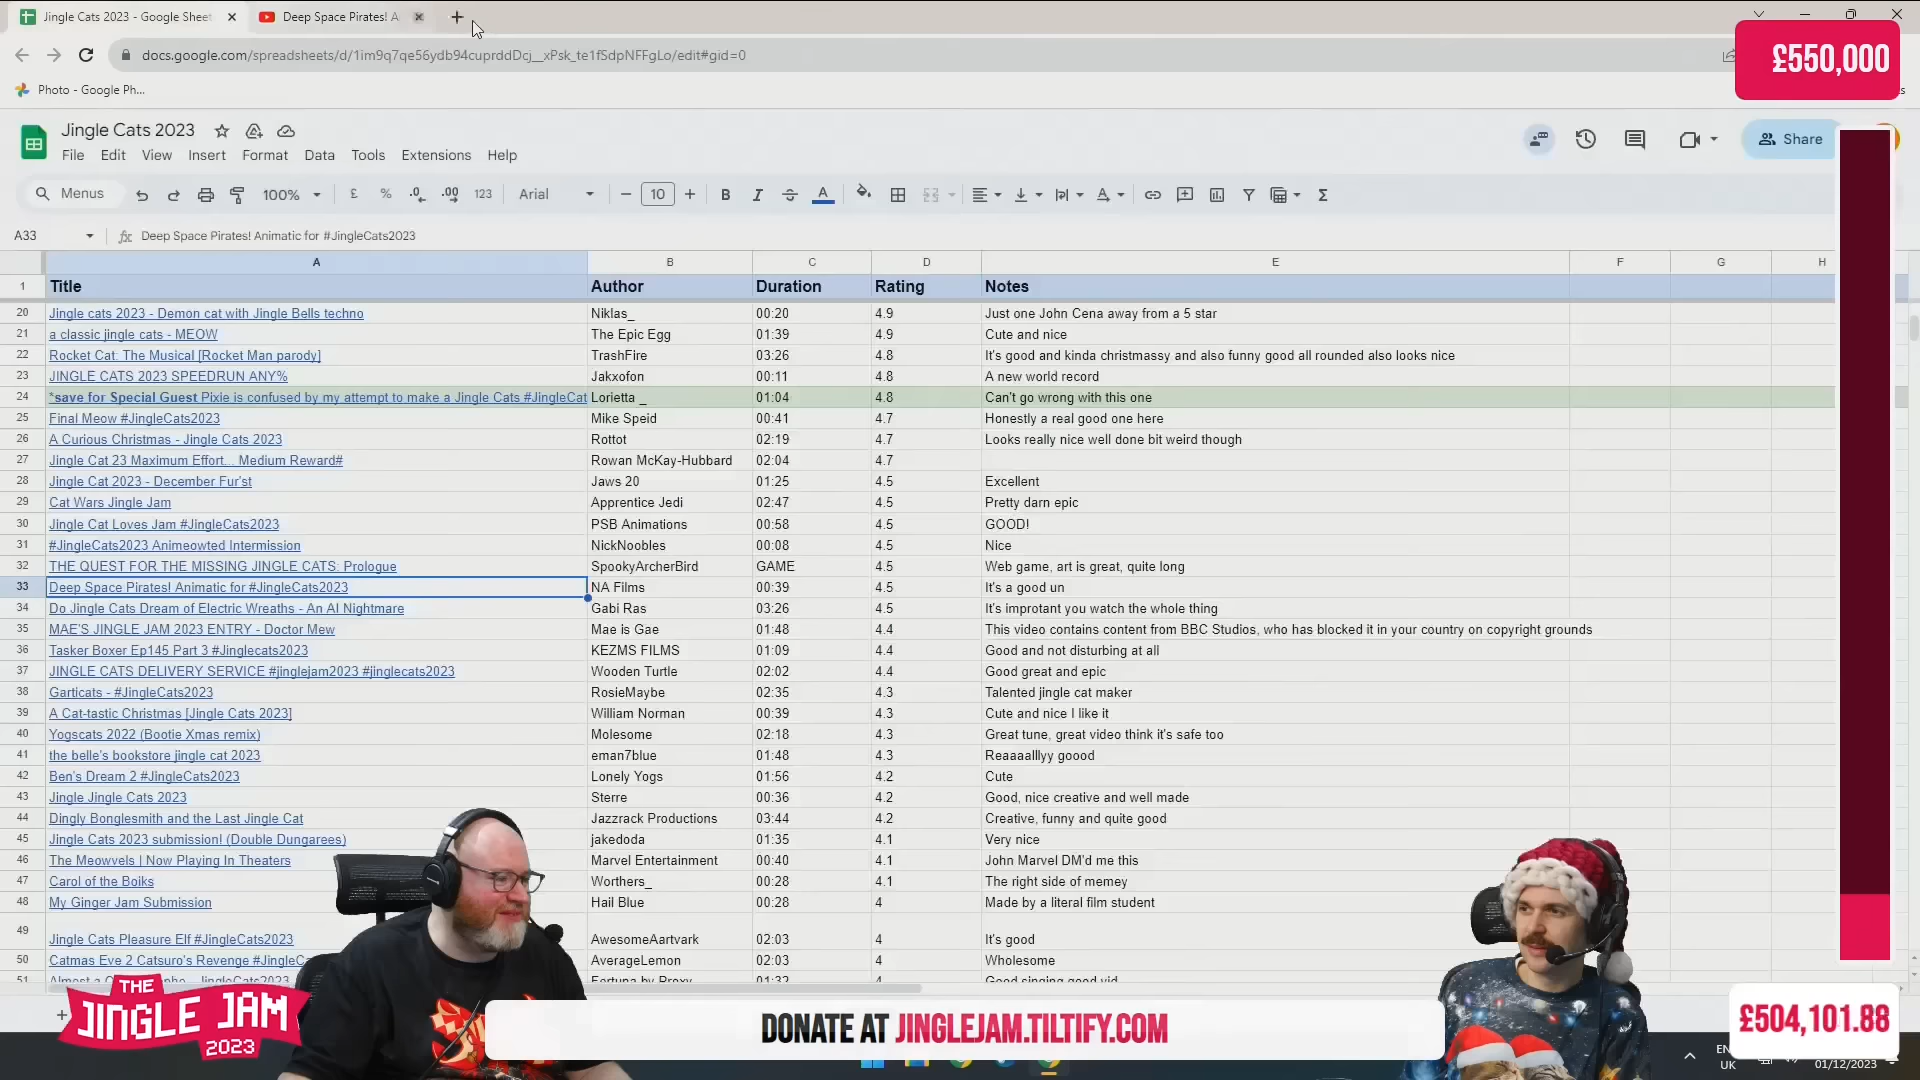 Jingle Cats 2023 - Google Sheet
Deep Space Pirates! A
docs.google.com/spreadsheets/d/1im9q7qe56ydb94cuprddDcj__xPsk_te1fSdpNFFgLo/edit#gid=0
£550,000
Photo - Google Ph...
Jingle Cats 2023
File Edit View Insert Format Data Tools Extensions Help
Share
Menus 100% £ % .0 .00 123 Arial 10 B I A Σ
A33 fx Deep Space Pirates! Animatic for #JingleCats2023
A B C D E F G H
1 Title Author Duration Rating Notes
20 Jingle cats 2023 - Demon cat with Jingle Bells techno Niklas_ 00:20 4.9 Just one John Cena away from a 5 star
21 a classic jingle cats - MEOW The Epic Egg 01:39 4.9 Cute and nice
22 Rocket Cat: The Musical [Rocket Man parody] TrashFire 03:26 4.8 It's good and kinda christmassy and also funny good all rounded also looks nice
23 JINGLE CATS 2023 SPEEDRUN ANY% Jakxofon 00:11 4.8 A new world record
24 *save for Special Guest Pixie is confused by my attempt to make a Jingle Cats #JingleCat Lorietta _ 01:04 4.8 Can't go wrong with this one
25 Final Meow #JingleCats2023 Mike Speid 00:41 4.7 Honestly a real good one here
26 A Curious Christmas - Jingle Cats 2023 Rottot 02:19 4.7 Looks really nice well done bit weird though
27 Jingle Cat 23 Maximum Effort... Medium Reward# Rowan McKay-Hubbard 02:04 4.7
28 Jingle Cat 2023 - December Fur'st Jaws 20 01:25 4.5 Excellent
29 Cat Wars Jingle Jam Apprentice Jedi 02:47 4.5 Pretty darn epic
30 Jingle Cat Loves Jam #JingleCats2023 PSB Animations 00:58 4.5 GOOD!
31 #JingleCats2023 Animeowted Intermission NickNoobles 00:08 4.5 Nice
32 THE QUEST FOR THE MISSING JINGLE CATS: Prologue SpookyArcherBird GAME 4.5 Web game, art is great, quite long
33 Deep Space Pirates! Animatic for #JingleCats2023 NA Films 00:39 4.5 It's a good un
34 Do Jingle Cats Dream of Electric Wreaths - An AI Nightmare Gabi Ras 03:26 4.5 It's improtant you watch the whole thing
35 MAE'S JINGLE JAM 2023 ENTRY - Doctor Mew Mae is Gae 01:48 4.4 This video contains content from BBC Studios, who has blocked it in your country on copyright grounds
36 Tasker Boxer Ep145 Part 3 #Jinglecats2023 KEZMS FILMS 01:09 4.4 Good and not disturbing at all
37 JINGLE CATS DELIVERY SERVICE #jinglejam2023 #jinglecats2023 Wooden Turtle 02:02 4.4 Good great and epic
38 Garticats - #JingleCats2023 RosieMaybe 02:35 4.3 Talented jingle cat maker
39 A Cat-tastic Christmas [Jingle Cats 2023] William Norman 00:39 4.3 Cute and nice I like it
40 Yogscats 2022 (Bootie Xmas remix) Molesome 02:18 4.3 Great tune, great video think it's safe too
41 the belle's bookstore jingle cat 2023 eman7blue 01:48 4.3 Reaaaalllyy goood
42 Ben's Dream 2 #JingleCats2023 Lonely Yogs 01:56 4.2 Cute
43 Jingle Jingle Cats 2023 Sterre 00:36 4.2 Good, nice creative and well made
44 Dingly Bonglesmith and the Last Jingle Cat Jazzrack Productions 03:44 4.2 Creative, funny and quite good
45 Jingle Cats 2023 submission! (Double Dungarees) jakedoda 01:35 4.1 Very nice
46 The Meowvels | Now Playing In Theaters Marvel Entertainment 00:40 4.1 John Marvel DM'd me this
47 Carol of the Boiks Worthers_ 00:28 4.1 The right side of memey
48 My Ginger Jam Submission Hail Blue 00:28 4 Made by a literal film student
49 Jingle Cats Pleasure Elf #JingleCats2023 AwesomeAartvark 02:03 4 It's good
50 Catmas Eve 2 Catsuro's Revenge #JingleCa AverageLemon 02:03 4 Wholesome
51 Almost a JingleCats2023 Fortuna by Proxy 01:32 4 Good singing good vid
THE JINGLE JAM 2023
DONATE AT JINGLEJAM.TILTIFY.COM
£504,101.88
UK
01/12/2023